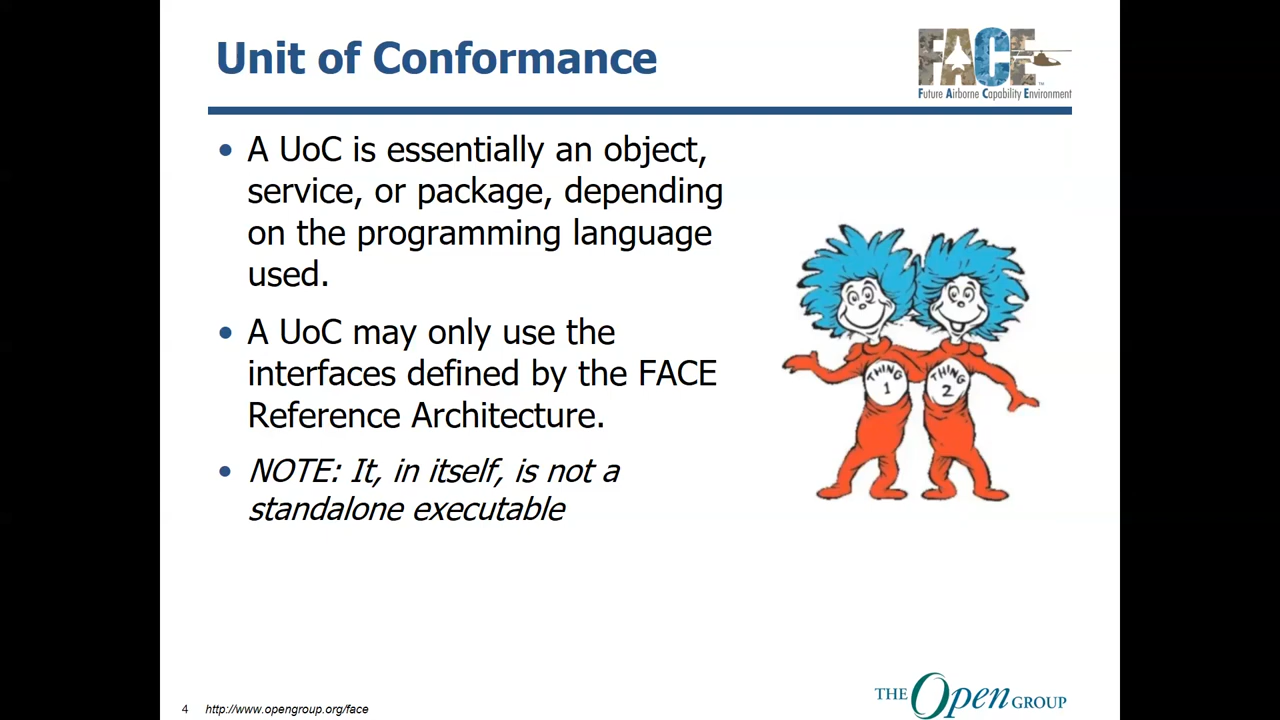 Unit of Conformance
FACE™
Future Airborne Capability Environment
• A UoC is essentially an object,
service, or package, depending
on the programming language
used.
• A UoC may only use the
interfaces defined by the FACE
Reference Architecture.
• NOTE: It, in itself, is not a
standalone executable
THING
1
THING
2
4 http://www.opengroup.org/face
THE Open GROUP